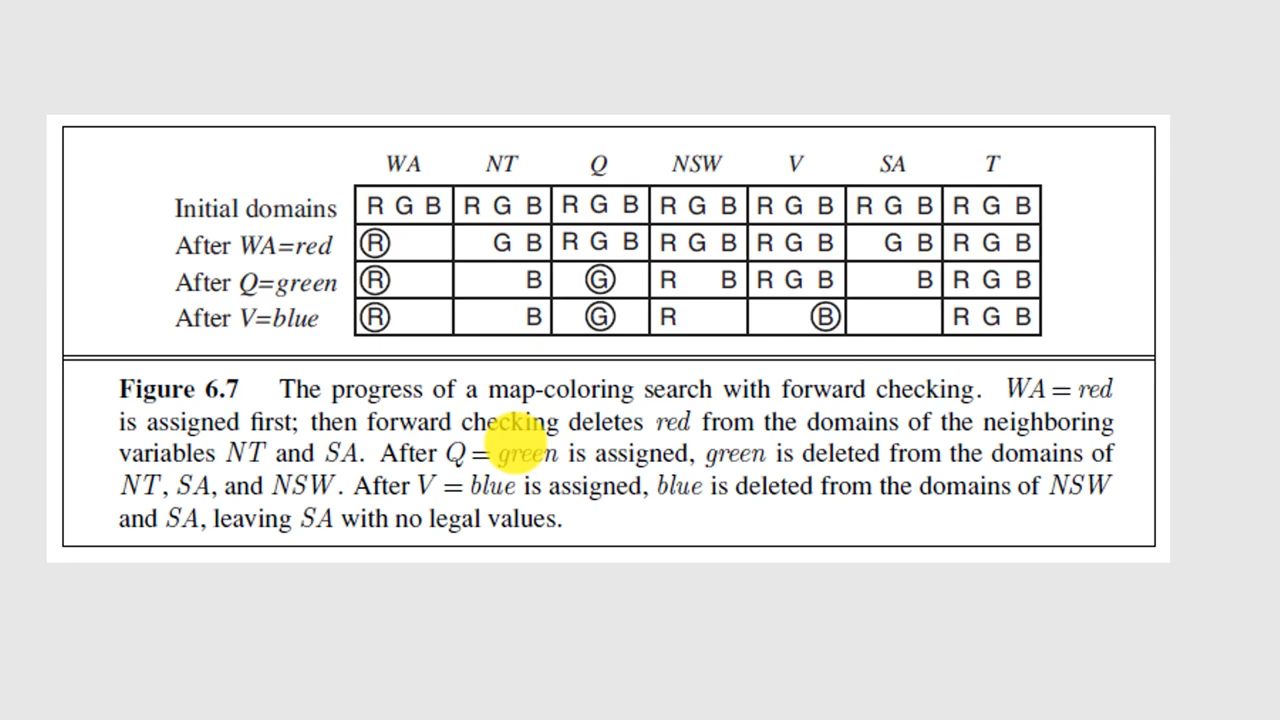 WA NT Q NSW V SA T
Initial domains R G B R G B R G B R G B R G B R G B R G B
After WA=red R G B R G B R G B R G B G B R G B
After Q=green R B G R B R G B B R G B
After V=blue R B G R B R G B
Figure 6.7 The progress of a map-coloring search with forward checking. WA = red
is assigned first; then forward checking deletes red from the domains of the neighboring
variables NT and SA. After Q = green is assigned, green is deleted from the domains of
NT, SA, and NSW. After V = blue is assigned, blue is deleted from the domains of NSW
and SA, leaving SA with no legal values.